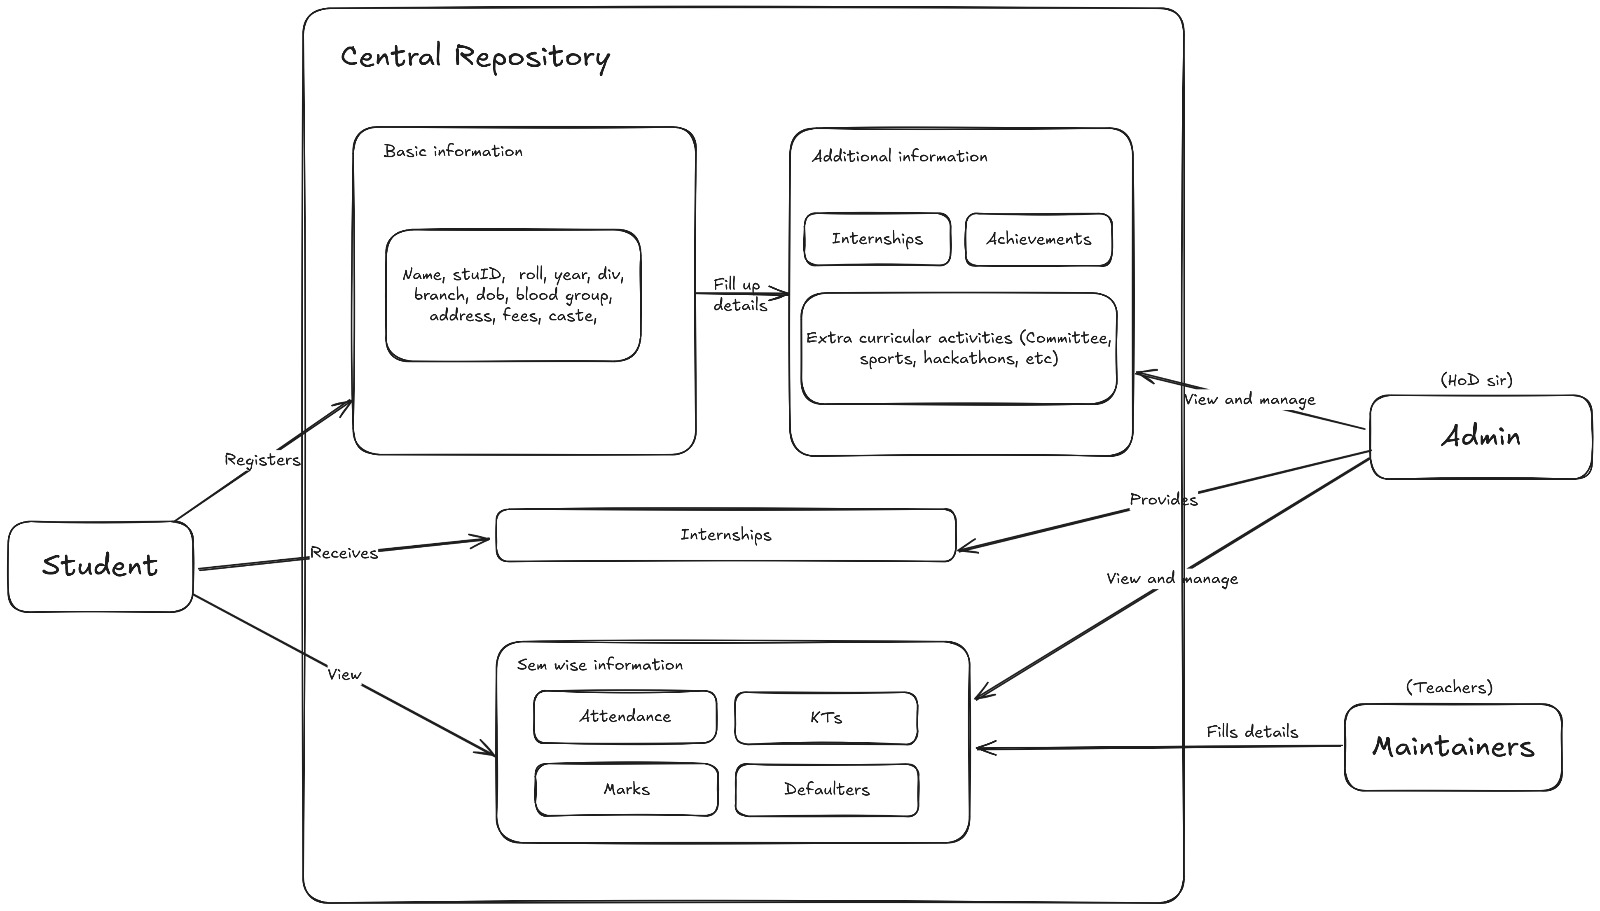 Central Repository
Basic information
Name, stuID, roll, year, div,
branch, dob, blood group,
address, fees, caste,
Fill up
details
Additional information
Internships
Achievements
Extra curricular activities (Committee,
sports, hackathons, etc)
Registers
Student
Receives
View
Internships
Sem wise information
Attendance
KTs
Marks
Defaulters
View and manage
Provides
View and manage
Fills details
(HoD sir)
Admin
(Teachers)
Maintainers